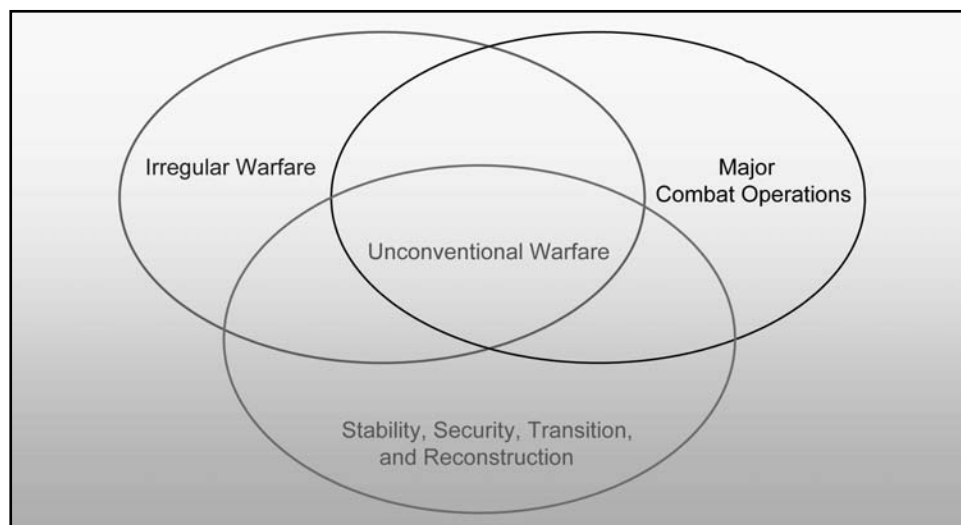 Irregular Warfare
Major
Combat Operations
Unconventional Warfare
Stability, Security, Transition,
and Reconstruction